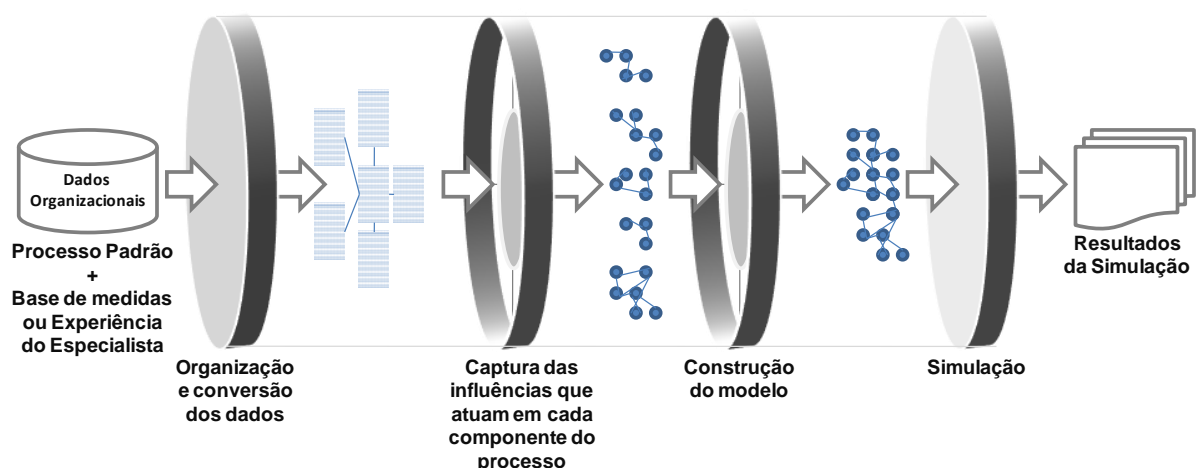 Dados
Organizacionais
Processo Padrão
+
Base de medidas
ou Experiência
do Especialista
Organização
e conversão
dos dados
Captura das
influências que
atuam em cada
componente do
processo
Construção
do modelo
Simulação
Resultados
da Simulação